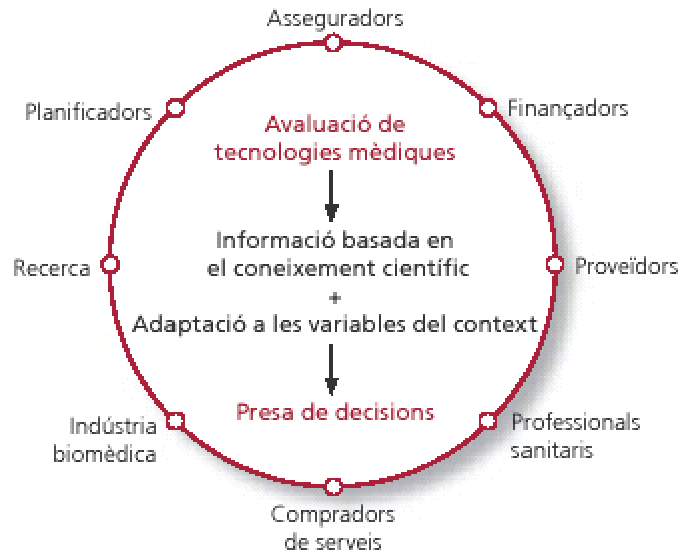 Asseguradors
Planificadors
Finançadors
Avaluació de
tecnologies mèdiques
Informació basada en
el coneixement científic
+
Adaptació a les variables del context
Presa de decisions
Recerca
Proveïdors
Indústria
biomèdica
Professionals
sanitaris
Compradors
de serveis